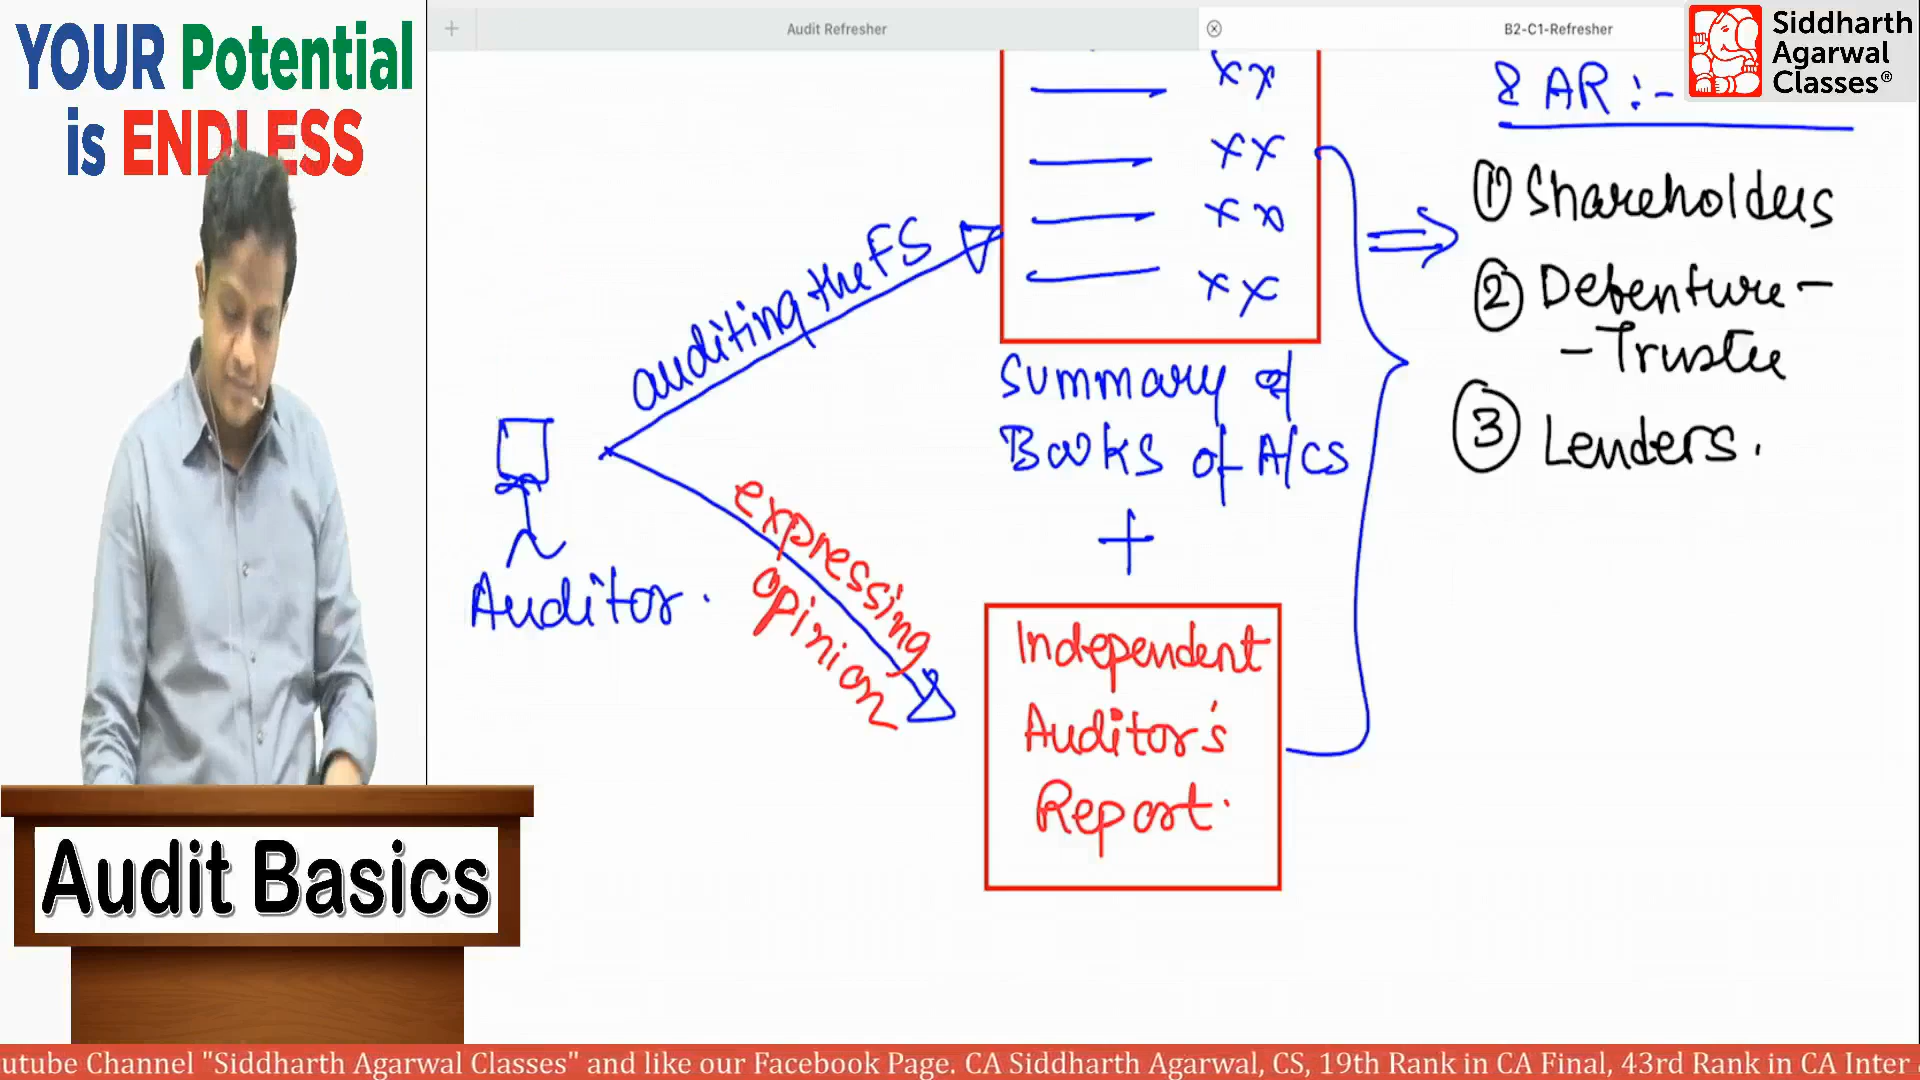 YOUR Potential
is ENDLESS
Audit Refresher
B2-C1-Refresher
Siddharth
Agarwal
Classes®
& AR :-
xx
xx
xx
xx
① Shareholders
② Debenture -
- Trustee
③ Lenders.
auditing the FS
Summary of
Books of A/CS
+
Auditor.
expressing
opinion
Independent
Auditor's
Report.
Audit Basics
utube Channel "Siddharth Agarwal Classes" and like our Facebook Page. CA Siddharth Agarwal, CS, 19th Rank in CA Final, 43rd Rank in CA Inter